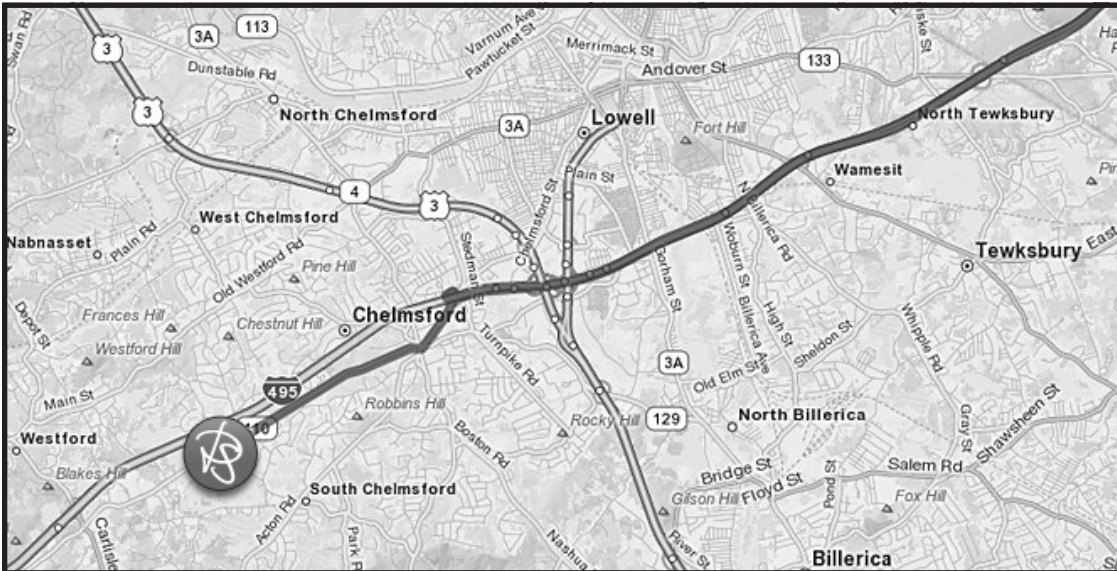 Swan Rd
3
3A
113
Varnum Ave
Pawtucket St
Merrimack St
Andover St
133
Dunstable Rd
3
North Chelmsford
3A
Lowell
Fort Hill
North Tewksbury
Plain St
Wamesit
4
3
West Chelmsford
Chelmsford St
N Billerica Rd
Nabnasset
Plain Rd
Old Westford Rd
Pine Hill
Stedman St
Gorham St
Woburn St
Tewksbury
East
Depot St
Frances Hill
Chestnut Hill
Chelmsford
Westford Hill
Turnpike Rd
Billerica Ave
High St
Sheldon St
Whipple Rd
3A
Old Elm St
Main St
495
Robbins Hill
Rocky Hill
129
North Billerica
Westford
110
Boston Rd
Gray St
Shawsheen St
Blakes Hill
Bridge St
Salem Rd
Floyd St
Pond St
South Chelmsford
Gilson Hill
Fox Hill
Acton Rd
Carlisle
Park R
Nashua
River St
Billerica